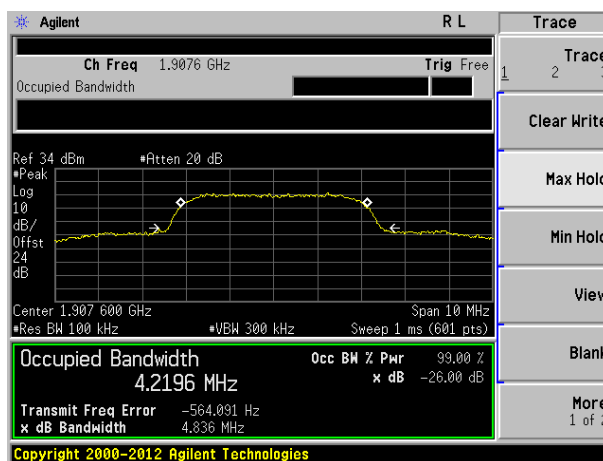 Agilent R L Trace
Ch Freq 1.9076 GHz Trig Free
Occupied Bandwidth
Trace
1 2
Clear Write
Ref 34 dBm #Atten 20 dB
#Peak
Log
10
dB/
Offst
24
dB
Max Hold
Min Hold
View
Center 1.907 600 GHz Span 10 MHz
#Res BW 100 kHz #VBW 300 kHz Sweep 1 ms (601 pts)
Occupied Bandwidth Occ BW % Pwr 99.00 %
4.2196 MHz x dB -26.00 dB
Transmit Freq Error -564.091 Hz
x dB Bandwidth 4.836 MHz
Blank
More
1 of
Copyright 2000-2012 Agilent Technologies